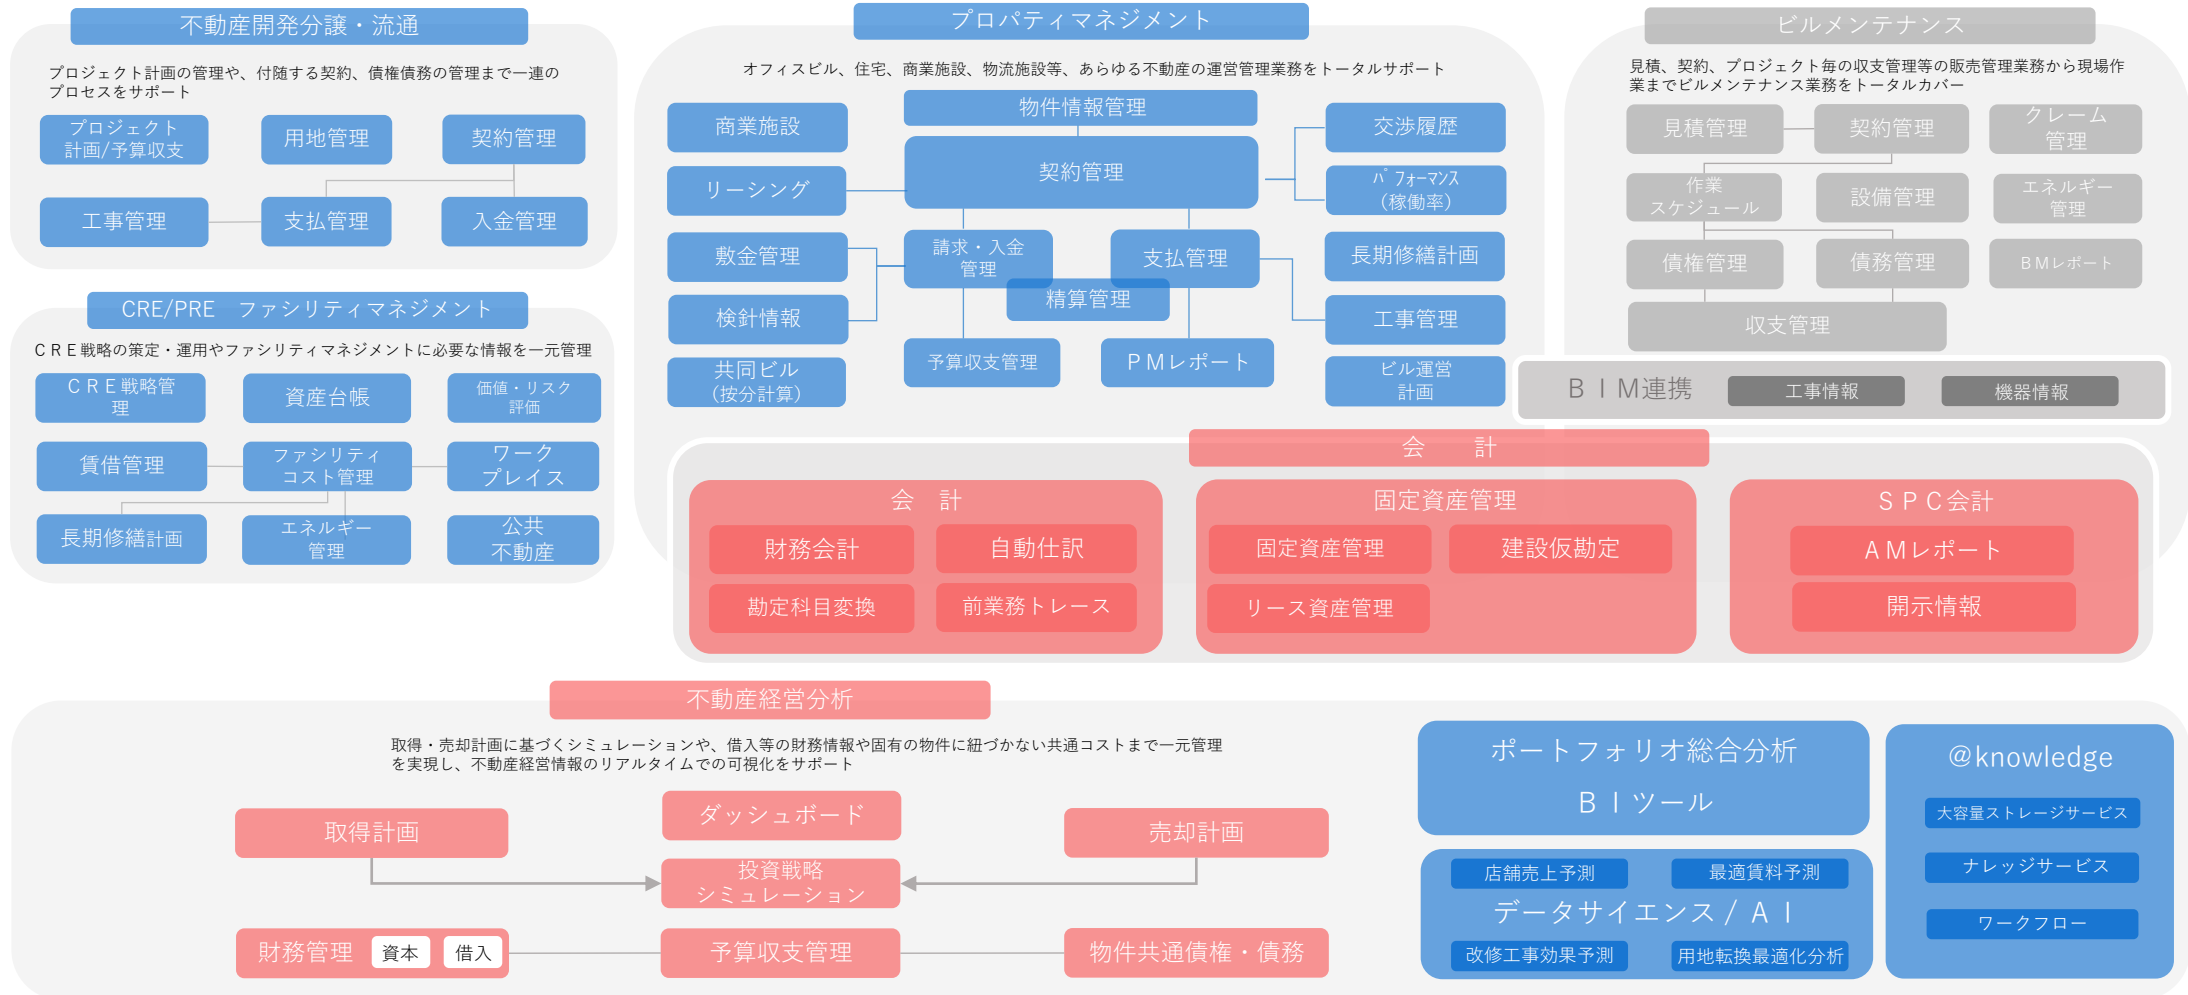 不動産開発分譲・流通
プロジェクト計画の管理や、付随する契約、債権債務の管理まで一連の
プロセスをサポート
プロジェクト
計画/予算収支
用地管理
契約管理
工事管理
支払管理
入金管理
CRE/PRE　ファシリティマネジメント
ＣＲＥ戦略の策定・運用やファシリティマネジメントに必要な情報を一元管理
ＣＲＥ戦略管
理
資産台帳
価値・リスク
評価
賃借管理
ファシリティ
コスト管理
ワーク
プレイス
長期修繕計画
エネルギー
管理
公共
不動産
プロパティマネジメント
オフィスビル、住宅、商業施設、物流施設等、あらゆる不動産の運営管理業務をトータルサポート
商業施設
物件情報管理
交渉履歴
リーシング
契約管理
ﾊﾟﾌｫｰﾏﾝｽ
（稼働率）
敷金管理
請求・入金
管理
支払管理
長期修繕計画
検針情報
精算管理
工事管理
共同ビル
（按分計算）
予算収支管理
ＰＭレポート
ビル運営
計画
ビルメンテナンス
見積、契約、プロジェクト毎の収支管理等の販売管理業務から現場作
業までビルメンテナンス業務をトータルカバー
見積管理
契約管理
クレーム
管理
作業
スケジュール
設備管理
エネルギー
管理
債権管理
債務管理
ＢＭレポート
収支管理
ＢＩＭ連携
工事情報
機器情報
会　　計
会　計
財務会計
自動仕訳
勘定科目変換
前業務トレース
固定資産管理
固定資産管理
建設仮勘定
リース資産管理
ＳＰＣ会計
ＡＭレポート
開示情報
不動産経営分析
取得・売却計画に基づくシミュレーションや、借入等の財務情報や固有の物件に紐づかない共通コストまで一元管理
を実現し、不動産経営情報のリアルタイムでの可視化をサポート
取得計画
ダッシュボード
売却計画
投資戦略
シミュレーション
財務管理
資本
借入
予算収支管理
物件共通債権・債務
ポートフォリオ総合分析
ＢＩツール
店舗売上予測
最適賃料予測
データサイエンス / ＡＩ
改修工事効果予測
用地転換最適化分析
@knowledge
大容量ストレージサービス
ナレッジサービス
ワークフロー